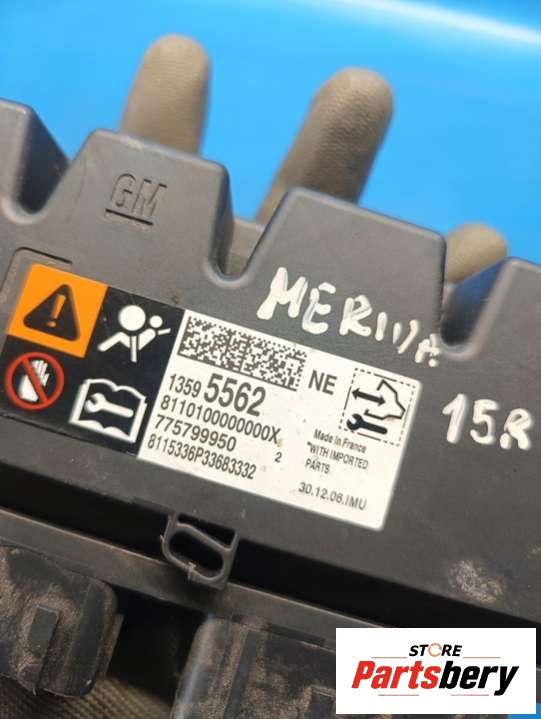 GM
MERIVA
15R
1359 5562
NE
8110100000000X
775799950
2
8115336P33683332
Made in France
*WITH IMPORTED
PARTS
30.12.06.IMU
STORE
Partsbery